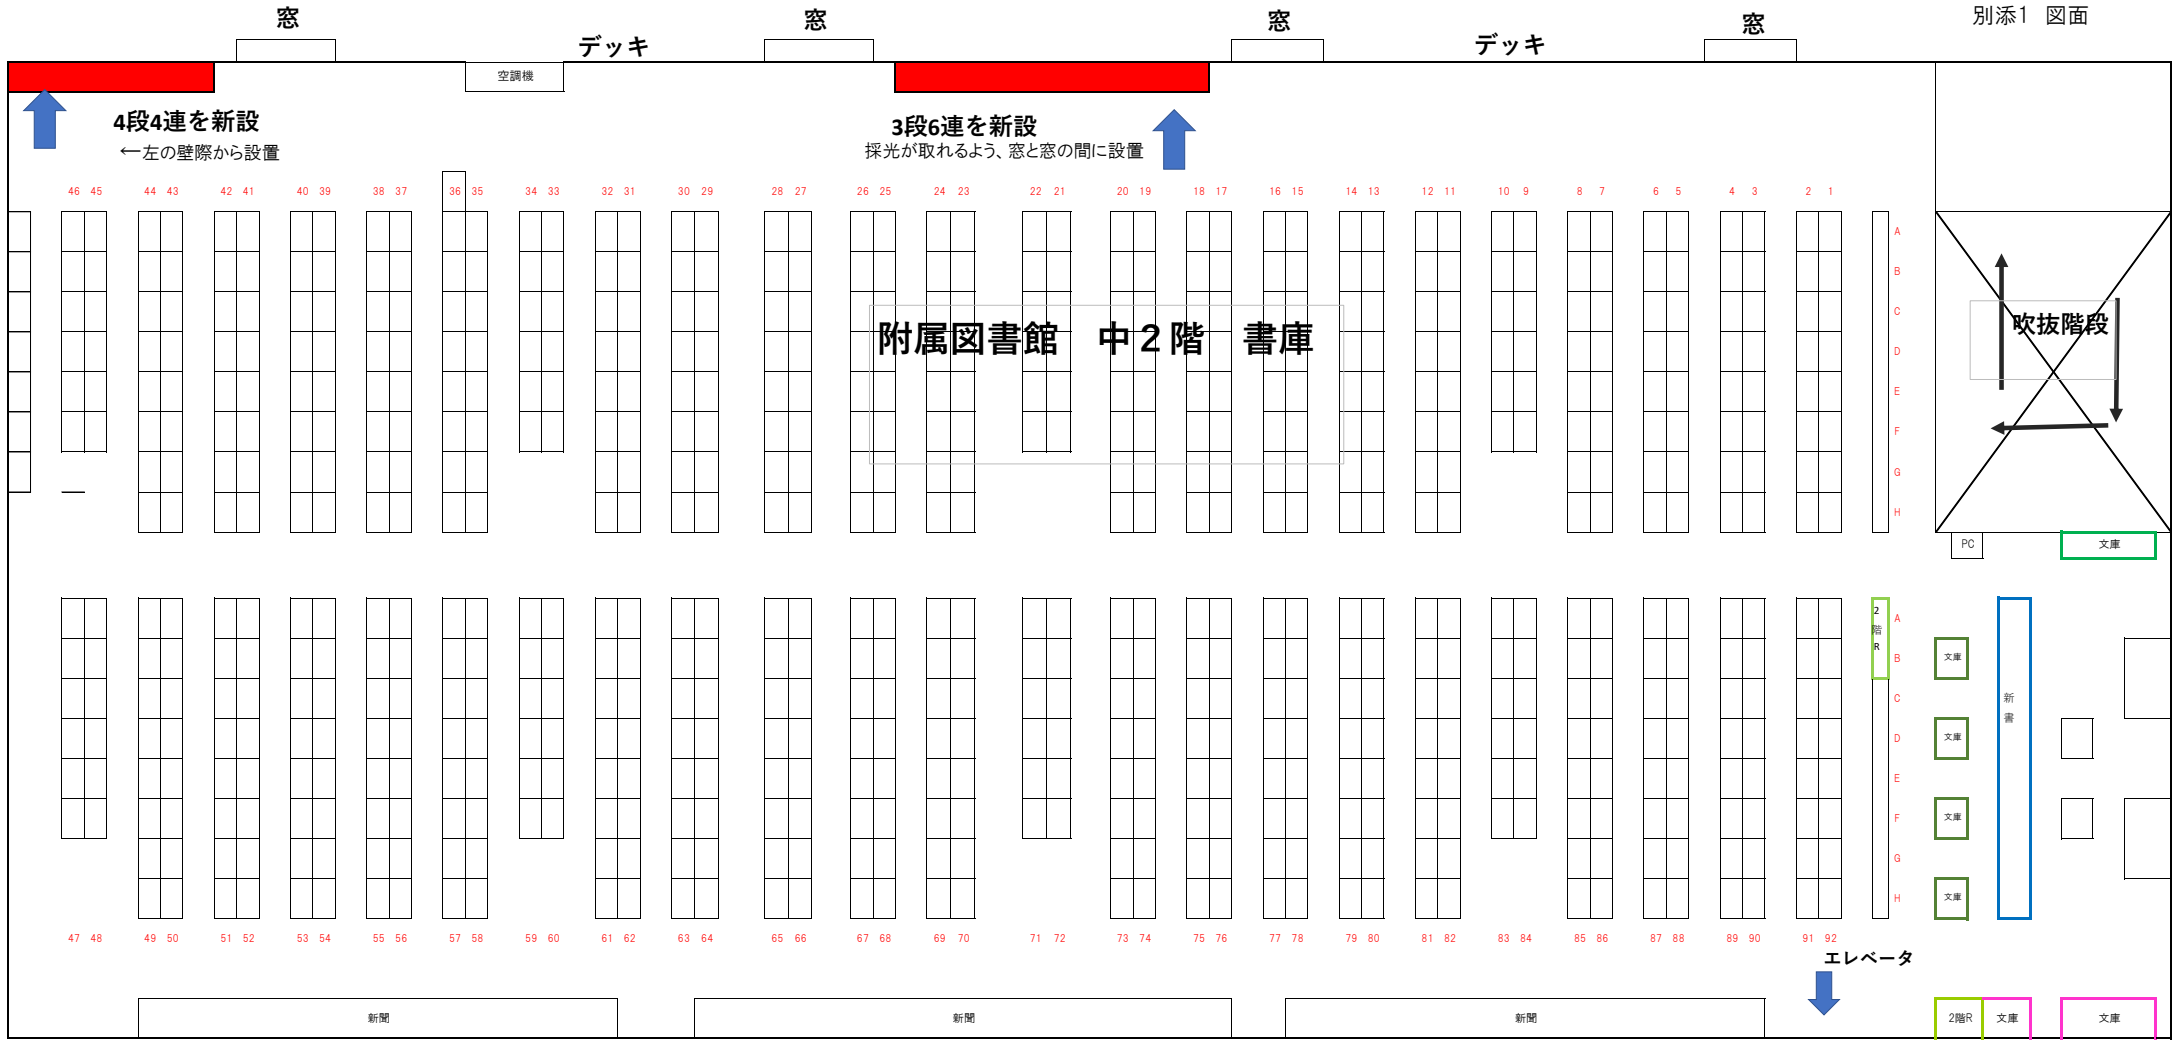 別添1 図面
窓 窓 窓 窓
デッキ デッキ
空調機
4段4連を新設
←左の壁際から設置
3段6連を新設
採光が取れるよう、窓と窓の間に設置
46 45 44 43 42 41 40 39 38 37 36 35 34 33 32 31 30 29 28 27 26 25 24 23 22 21 20 19 18 17 16 15 14 13 12 11 10 9 8 7 6 5 4 3 2 1
A
B
C
D
E
F
G
H
附属図書館 中２階 書庫
吹抜階段
PC
文庫
2階R
A
B
C
D
E
F
G
H
文庫
文庫
文庫
文庫
新書
47 48 49 50 51 52 53 54 55 56 57 58 59 60 61 62 63 64 65 66 67 68 69 70 71 72 73 74 75 76 77 78 79 80 81 82 83 84 85 86 87 88 89 90 91 92
エレベータ
新聞 新聞 新聞 2階R 文庫 文庫